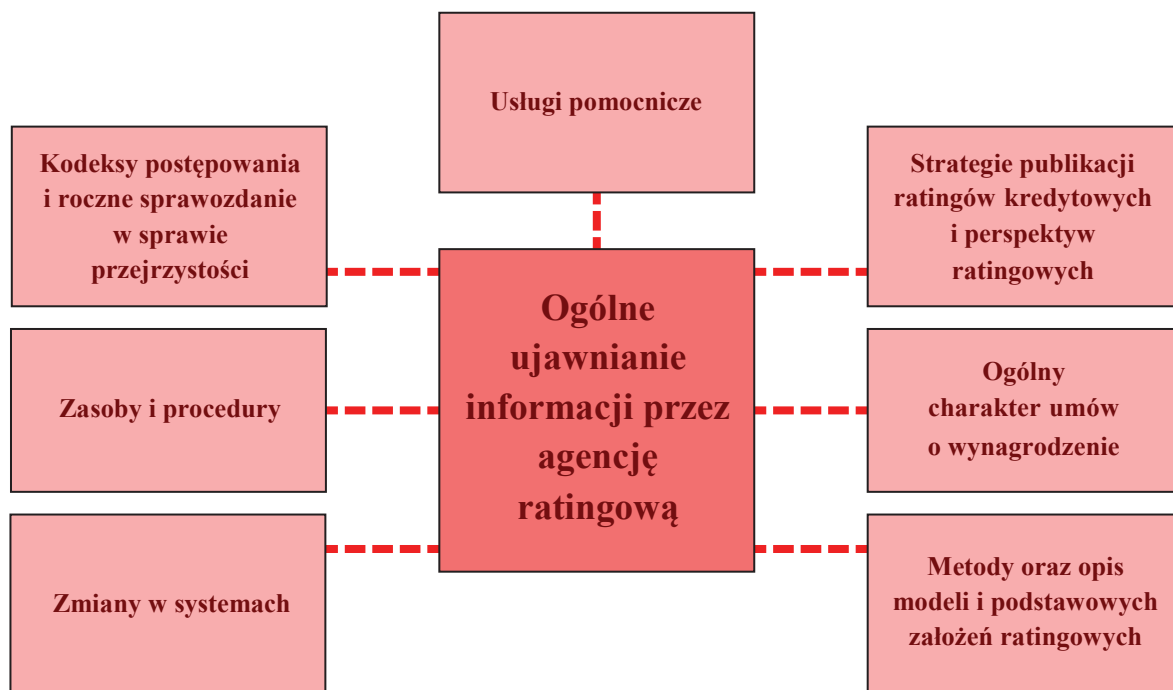 Usługi pomocnicze
Kodeksy postępowania
i roczne sprawozdanie
w sprawie
przejrzystości
Strategie publikacji
ratingów kredytowych
i perspektyw
ratingowych
Ogólne
ujawnianie
informacji przez
agencję
ratingową
Zasoby i procedury
Ogólny
charakter umów
o wynagrodzenie
Zmiany w systemach
Metody oraz opis
modeli i podstawowych
założeń ratingowych